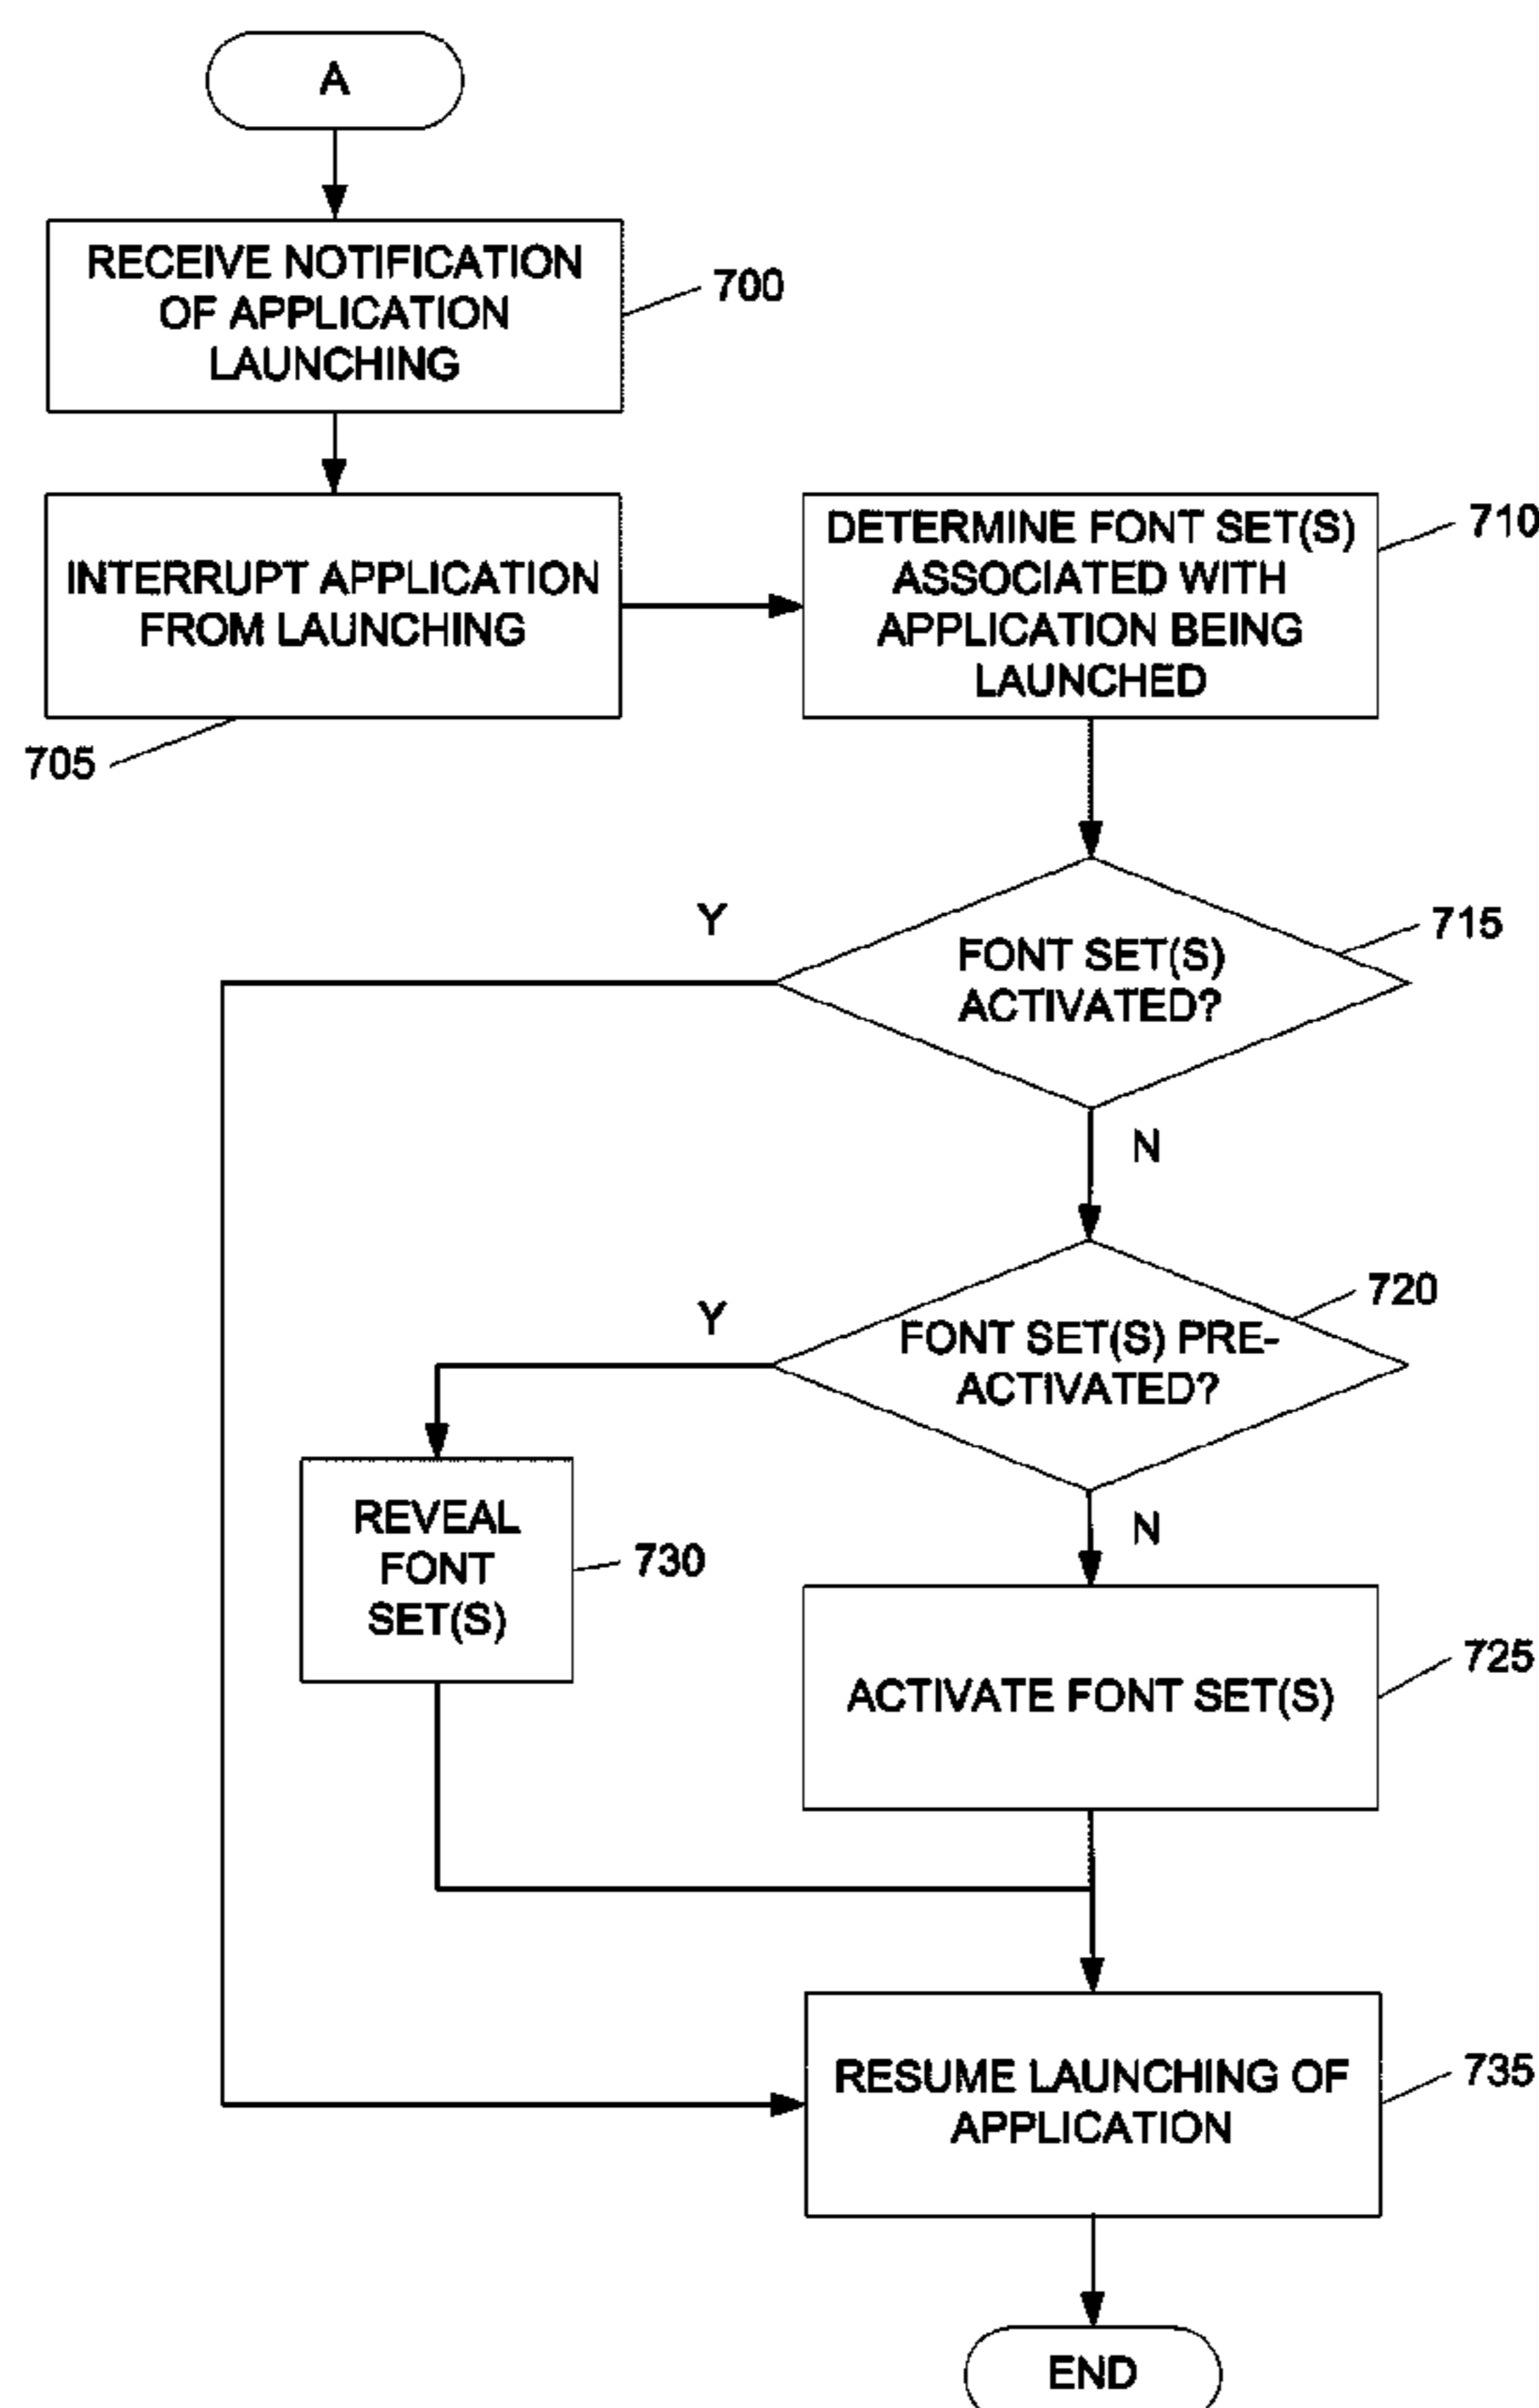 A
RECEIVE NOTIFICATION
OF APPLICATION
LAUNCHING
700
INTERRUPT APPLICATION
FROM LAUNCHING
705
DETERMINE FONT SET(S)
ASSOCIATED WITH
APPLICATION BEING
LAUNCHED
710
FONT SET(S)
ACTIVATED?
715
Y
N
FONT SET(S) PRE-
ACTIVATED?
720
Y
N
REVEAL
FONT
SET(S)
730
ACTIVATE FONT SET(S)
725
RESUME LAUNCHING OF
APPLICATION
735
END